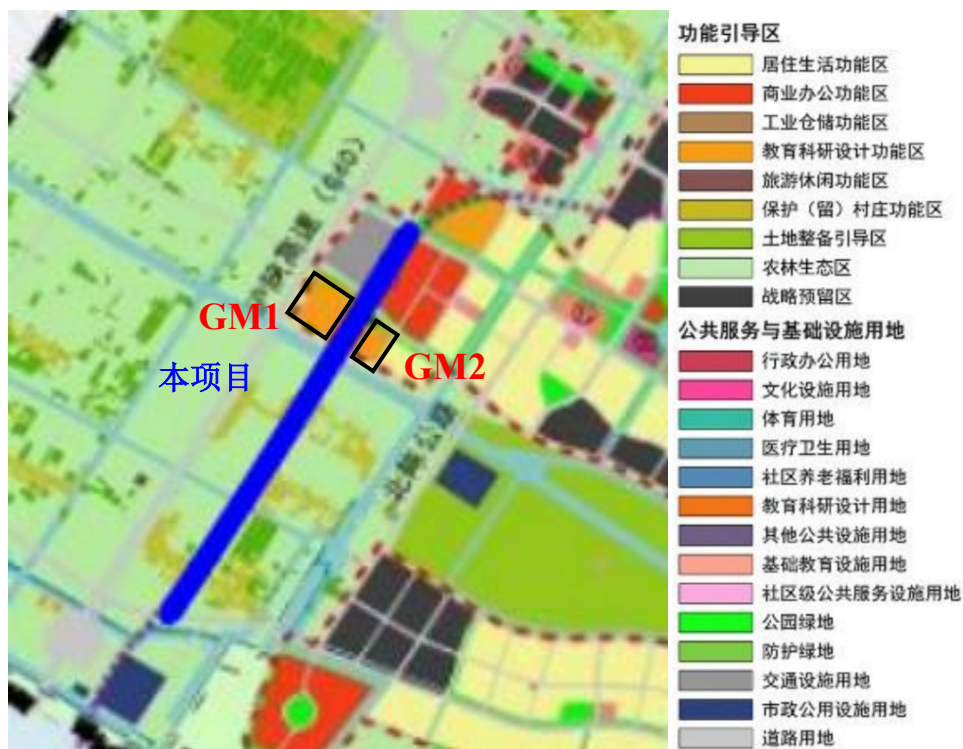 GM1
GM2
本项目
功能引导区
居住生活功能区
商业办公功能区
工业仓储功能区
教育科研设计功能区
旅游休闲功能区
保护（留）村庄功能区
土地整备引导区
农林生态区
战略预留区
公共服务与基础设施用地
行政办公用地
文化设施用地
体育用地
医疗卫生用地
社区养老福利用地
教育科研设计用地
其他公共设施用地
基础教育设施用地
社区级公共服务设施用地
公园绿地
防护绿地
交通设施用地
市政公用设施用地
道路用地